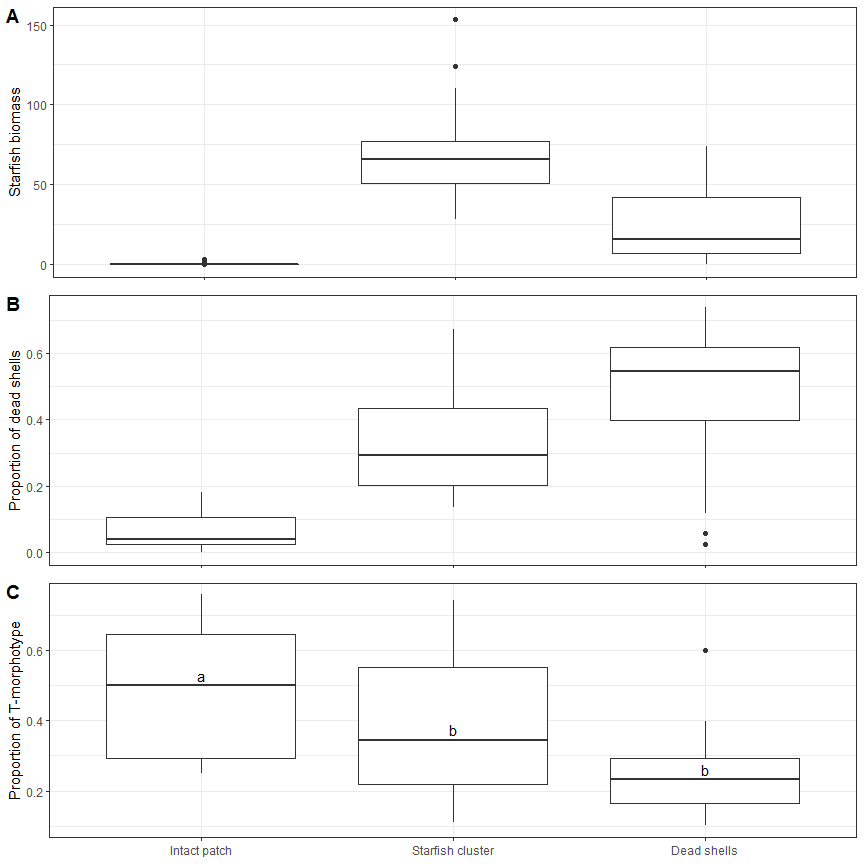 A
Starfish biomass
150
100
50
0
B
Proportion of dead shells
0.6
0.4
0.2
0.0
C
Proportion of T-morphotype
0.6
0.4
0.2
a
b
b
Intact patch Starfish cluster Dead shells